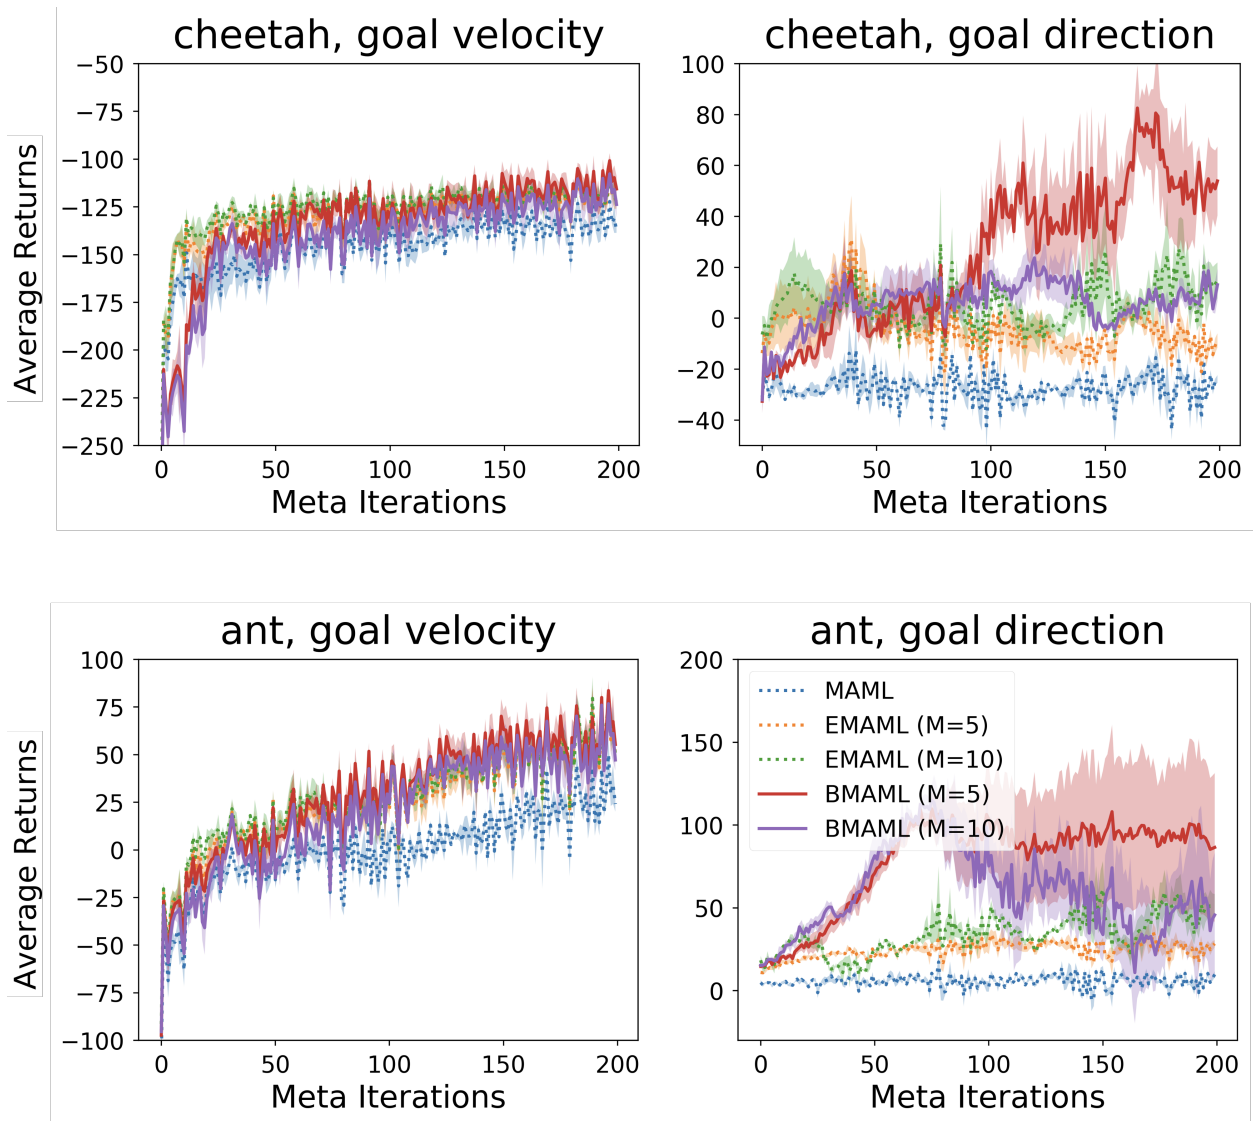 cheetah, goal velocity
−50
−75
−100
−125
−150
−175
−200
−225
−250
0 50 100 150 200
Meta Iterations
Average Returns
cheetah, goal direction
100
80
60
40
20
0
−20
−40
0 50 100 150 200
Meta Iterations
ant, goal velocity
100
75
50
25
0
−25
−50
−75
−100
0 50 100 150 200
Meta Iterations
Average Returns
ant, goal direction
200
150
100
50
0
0 50 100 150 200
Meta Iterations
MAML
EMAML (M=5)
EMAML (M=10)
BMAML (M=5)
BMAML (M=10)